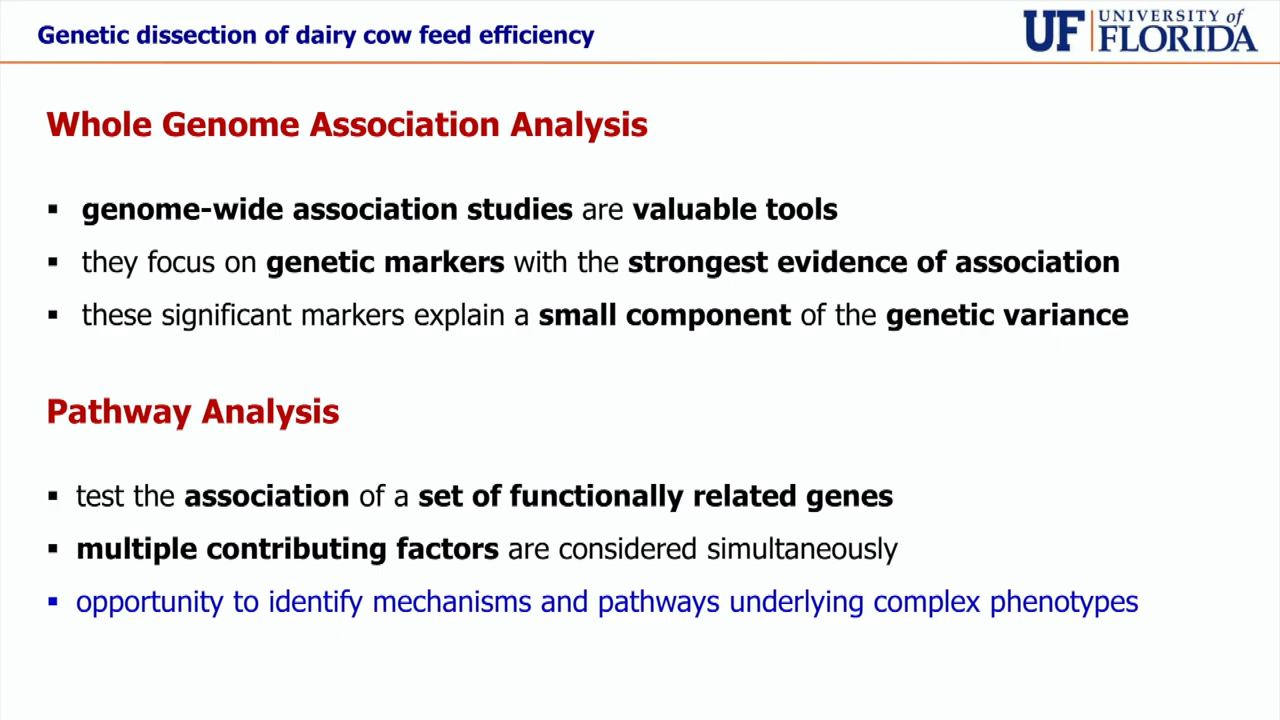 Genetic dissection of dairy cow feed efficiency
UF UNIVERSITY of
FLORIDA
Whole Genome Association Analysis
▪ genome-wide association studies are valuable tools
▪ they focus on genetic markers with the strongest evidence of association
▪ these significant markers explain a small component of the genetic variance
Pathway Analysis
▪ test the association of a set of functionally related genes
▪ multiple contributing factors are considered simultaneously
▪ opportunity to identify mechanisms and pathways underlying complex phenotypes